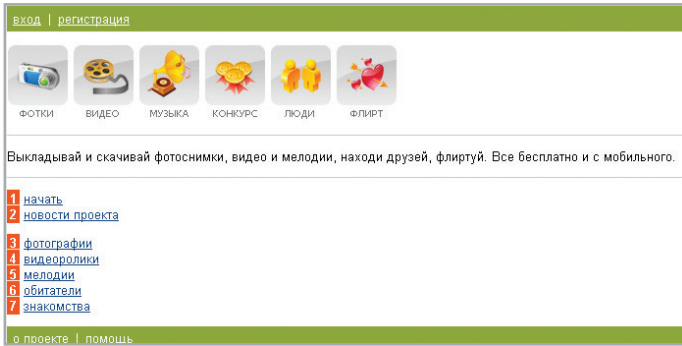 вход | регистрация
ФОТКИ ВИДЕО МУЗЫКА КОНКУРС ЛЮДИ ФЛИРТ
Выкладывай и скачивай фотоснимки, видео и мелодии, находи друзей, флиртуй. Все бесплатно и с мобильного.
1 начать
2 новости проекта
3 фотографии
4 видеоролики
5 мелодии
6 обитатели
7 знакомства
о проекте | помощь